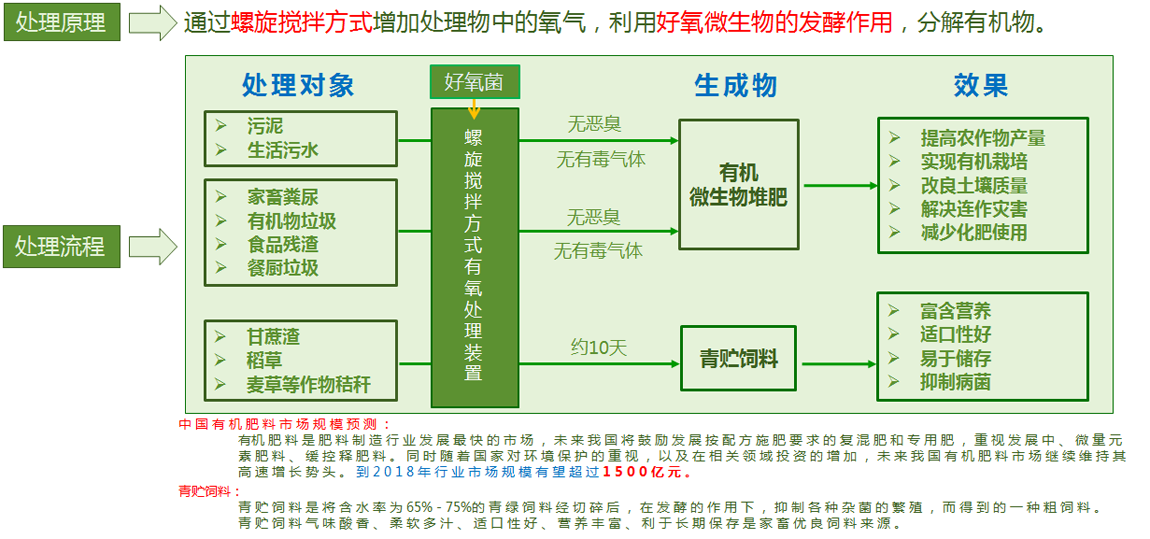 处理原理
通过螺旋搅拌方式增加处理物中的氧气，利用好氧微生物的发酵作用，分解有机物。
处理流程
处理对象
好氧菌
生成物
效果
污泥
生活污水
家畜粪尿
有机物垃圾
食品残渣
餐厨垃圾
甘蔗渣
稻草
麦草等作物秸秆
螺旋搅拌方式有氧处理装置
无恶臭
无有毒气体
无恶臭
无有毒气体
约10天
有机
微生物堆肥
青贮饲料
提高农作物产量
实现有机栽培
改良土壤质量
解决连作灾害
减少化肥使用
富含营养
适口性好
易于储存
抑制病菌
中国有机肥料市场规模预测：
有机肥料是肥料制造行业发展最快的市场，未来我国将鼓励发展按配方施肥要求的复混肥和专用肥，重视发展中、微量元
素肥料、缓控释肥料。同时随着国家对环境保护的重视，以及在相关领域投资的增加，未来我国有机肥料市场继续维持其
高速增长势头。到2018年行业市场规模有望超过1500亿元。
青贮饲料：
青贮饲料是将含水率为65%-75%的青绿饲料经切碎后，在发酵的作用下，抑制各种杂菌的繁殖，而得到的一种粗饲料。
青贮饲料气味酸香、柔软多汁、适口性好、营养丰富、利于长期保存是家畜优良饲料来源。